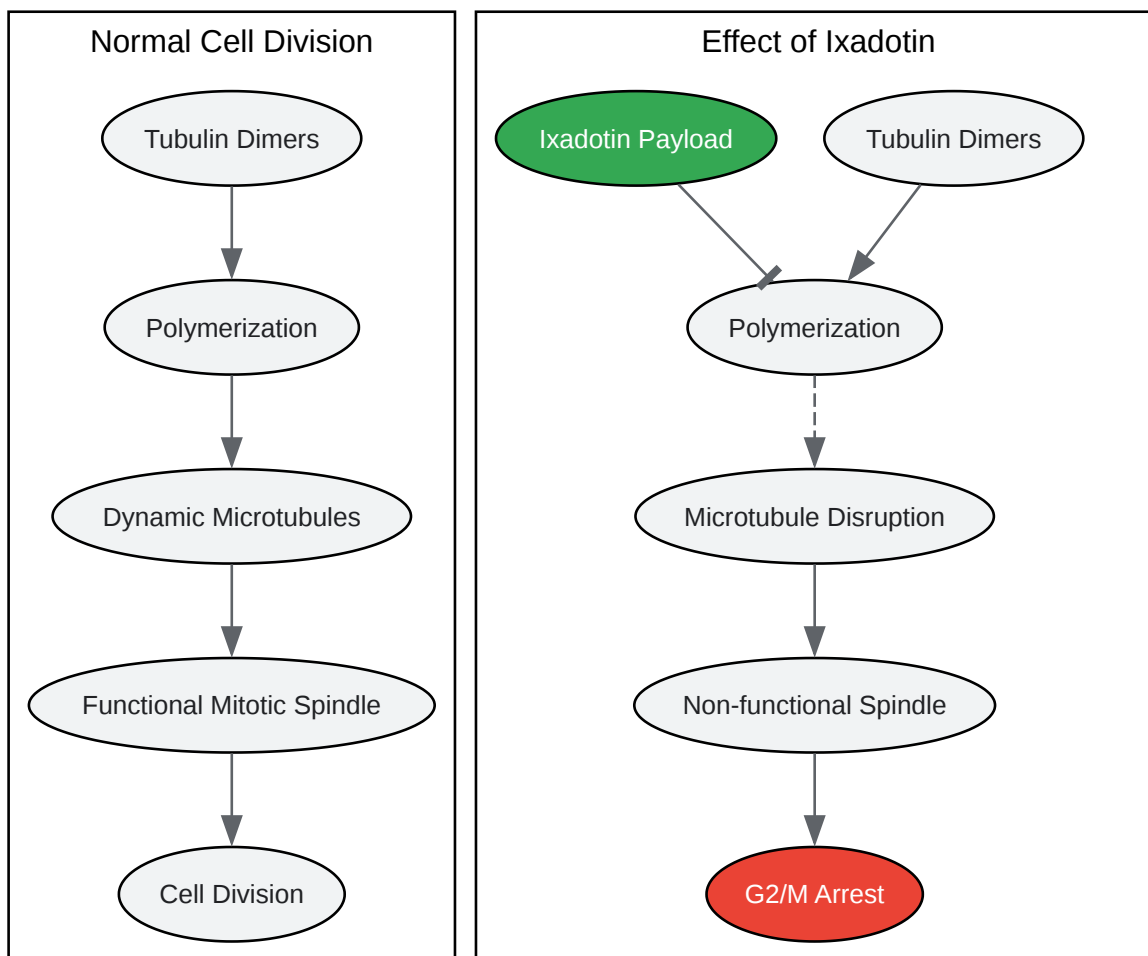 Normal Cell Division
Tubulin Dimers
Polymerization
Dynamic Microtubules
Functional Mitotic Spindle
Cell Division
Effect of Ixadotin
Ixadotin Payload
Tubulin Dimers
Polymerization
Microtubule Disruption
Non-functional Spindle
G2/M Arrest